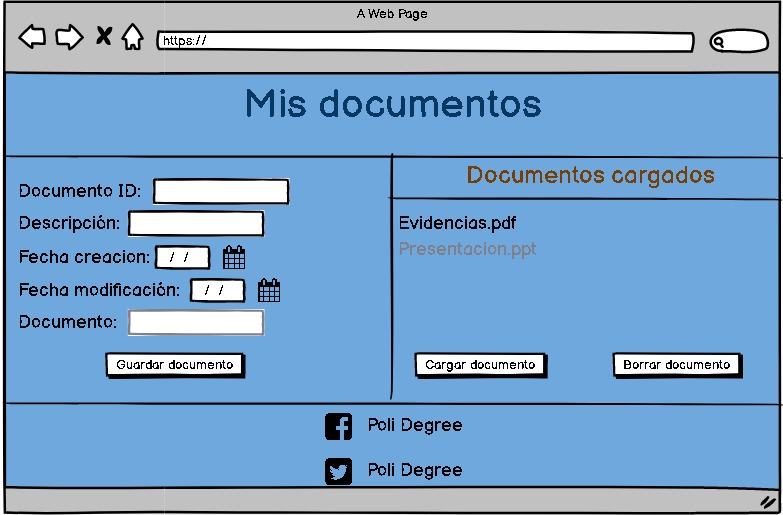 A Web Page
https://
Mis documentos
Documento ID:
Descripción:
Fecha creacion: / /
Fecha modificación: / /
Documento:
Guardar documento
Documentos cargados
Evidencias.pdf
Presentacion.ppt
Cargar documento
Borrar documento
Poli Degree
Poli Degree